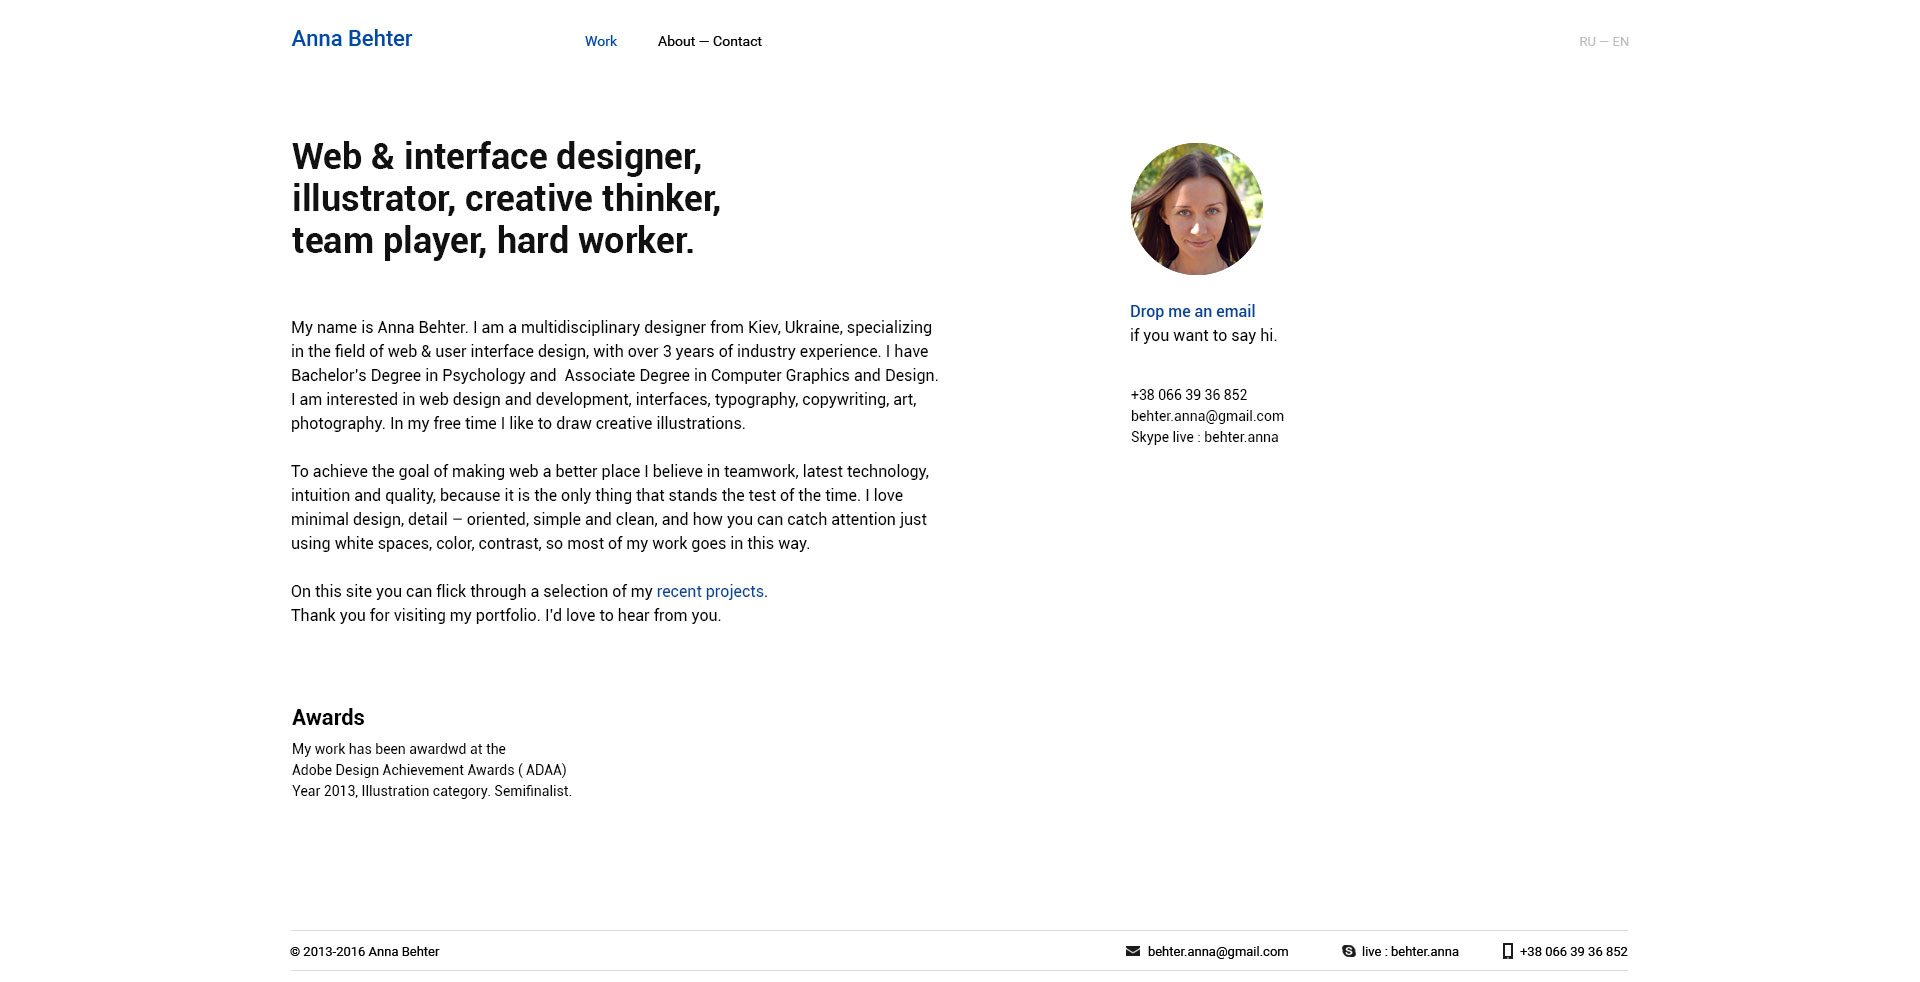 Anna Behter
Work
About — Contact
RU — EN
Web & interface designer,
illustrator, creative thinker,
team player, hard worker.
My name is Anna Behter. I am a multidisciplinary designer from Kiev, Ukraine, specializing
in the field of web & user interface design, with over 3 years of industry experience. I have
Bachelor's Degree in Psychology and  Associate Degree in Computer Graphics and Design.
I am interested in web design and development, interfaces, typography, copywriting, art,
photography. In my free time I like to draw creative illustrations.
To achieve the goal of making web a better place I believe in teamwork, latest technology,
intuition and quality, because it is the only thing that stands the test of the time. I love
minimal design, detail – oriented, simple and clean, and how you can catch attention just
using white spaces, color, contrast, so most of my work goes in this way.
On this site you can flick through a selection of my recent projects.
Thank you for visiting my portfolio. I'd love to hear from you.
Awards
My work has been awardwd at the
Adobe Design Achievement Awards ( ADAA)
Year 2013, Illustration category. Semifinalist.
Drop me an email
if you want to say hi.
+38 066 39 36 852
behter.anna@gmail.com
Skype live : behter.anna
© 2013-2016 Anna Behter
behter.anna@gmail.com
live : behter.anna
+38 066 39 36 852